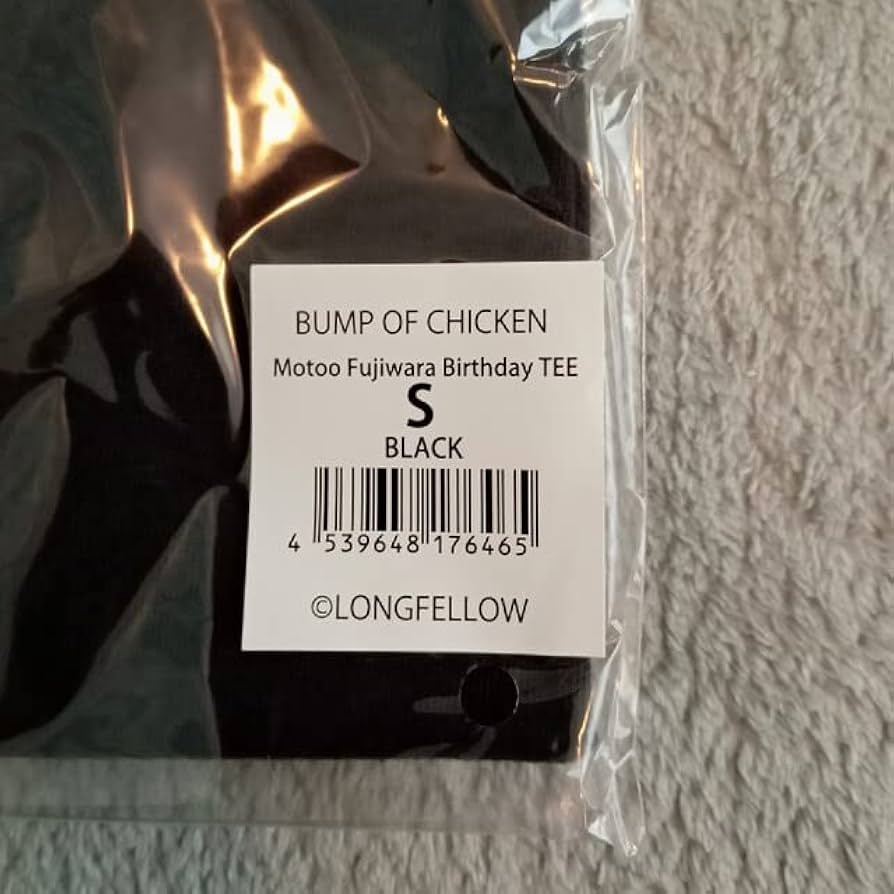 BUMP OF CHICKEN
Motoo Fujiwara Birthday TEE
S
BLACK
4 539648 176465
©LONGFELLOW